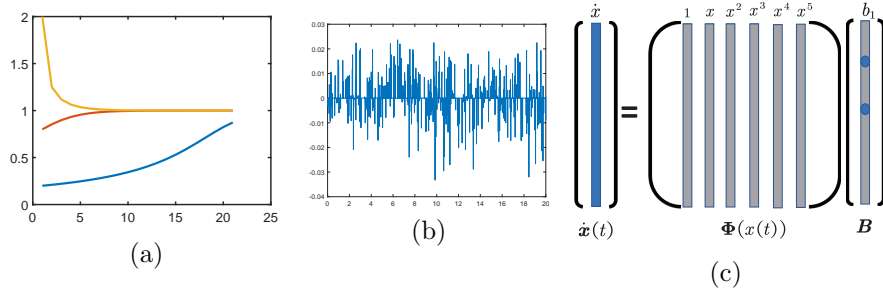 2
1.5
1
0.5
0
0 5 10 15 20 25
(a)
0.03
0.02
0.01
0
-0.01
-0.02
-0.03
-0.04
0 2 4 6 8 10 12 14 16 18 20
(b)
ẋ
=
1 x x² x³ x⁴ x⁵
b₁
ẋ(t)
Φ(x(t))
B
(c)